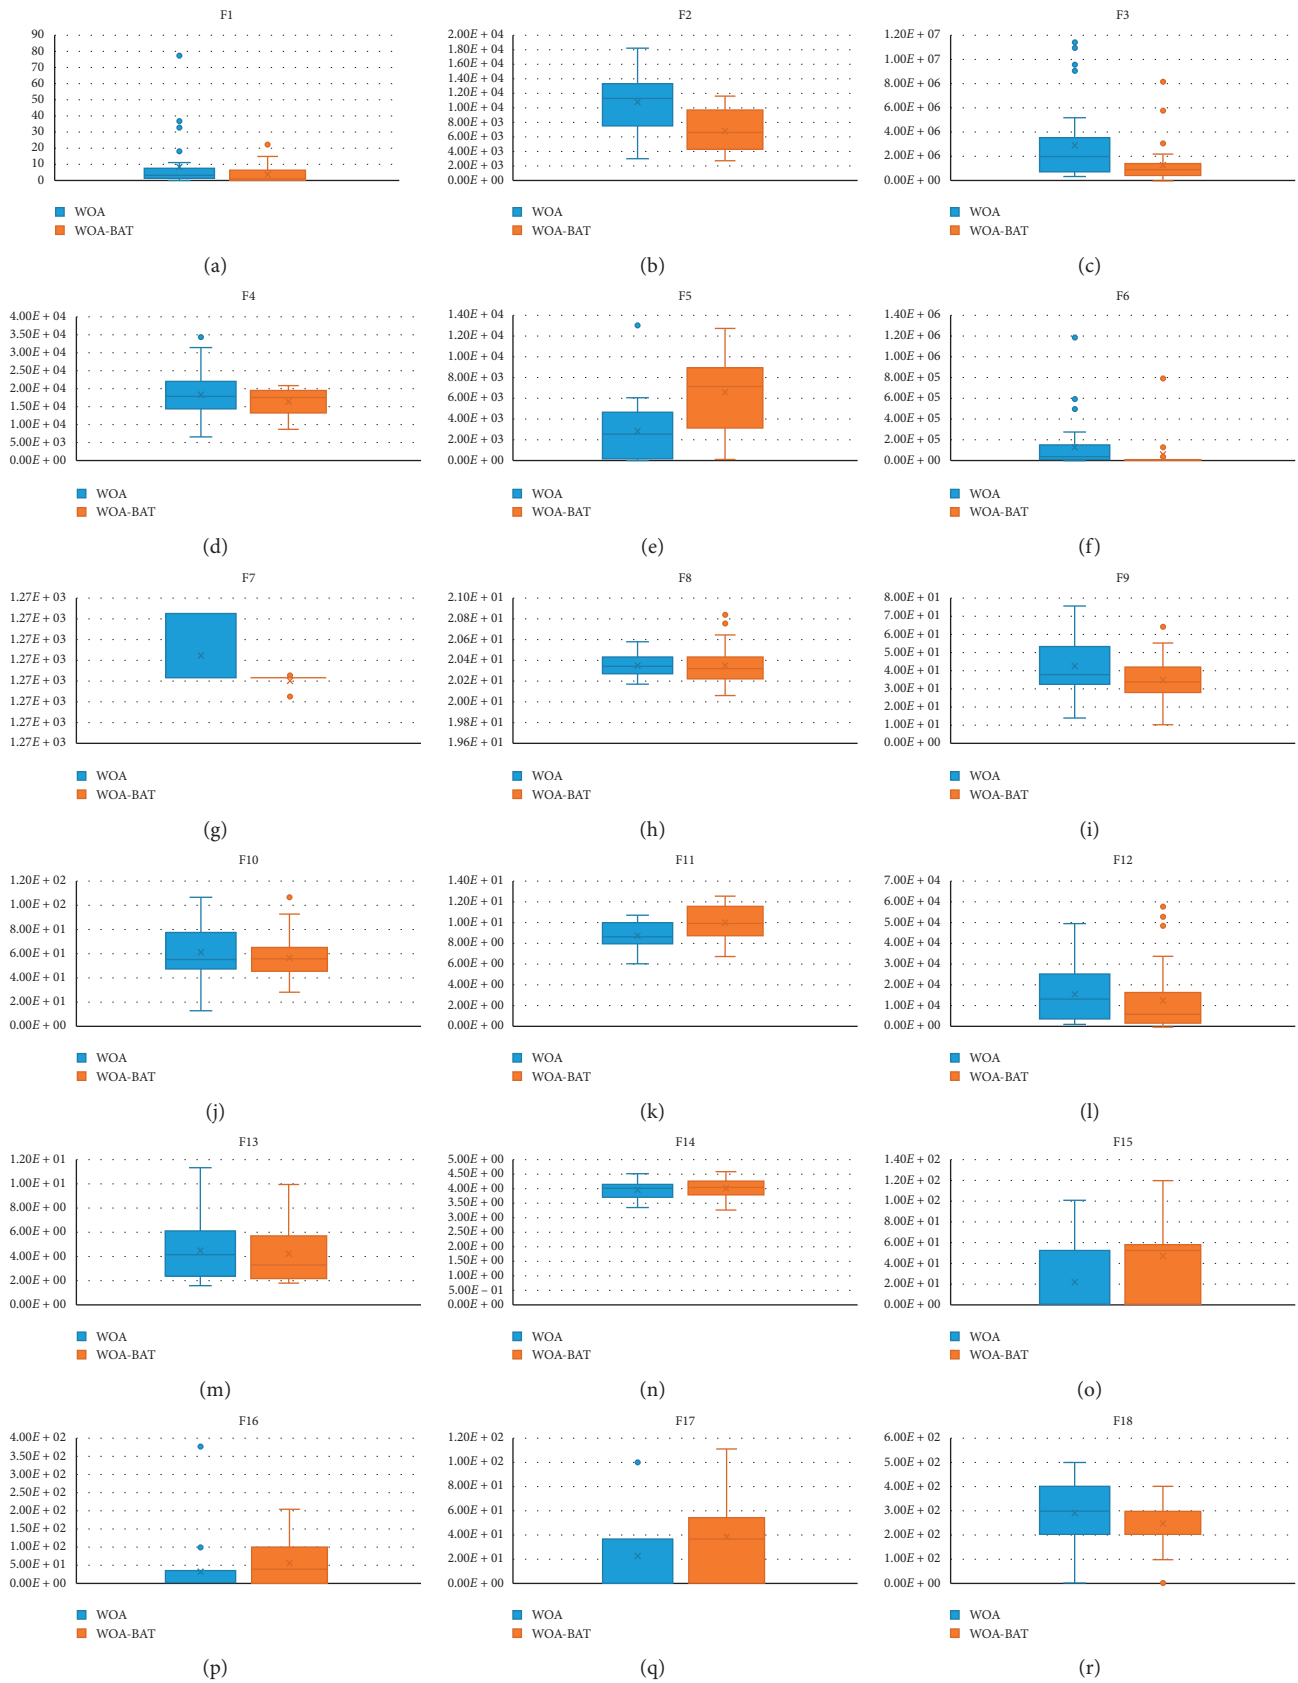 F1
90
80
70
60
50
40
30
20
10
0
WOA
WOA-BAT
(a)
F2
2.00E + 04
1.80E + 04
1.60E + 04
1.40E + 04
1.20E + 04
1.00E + 04
8.00E + 03
6.00E + 03
4.00E + 03
2.00E + 03
0.00E + 00
WOA
WOA-BAT
(b)
F3
1.20E + 07
1.00E + 07
8.00E + 06
6.00E + 06
4.00E + 06
2.00E + 06
0.00E + 00
WOA
WOA-BAT
(c)
F4
4.00E + 04
3.50E + 04
3.00E + 04
2.50E + 04
2.00E + 04
1.50E + 04
1.00E + 04
5.00E + 03
0.00E + 00
WOA
WOA-BAT
(d)
F5
1.40E + 04
1.20E + 04
1.00E + 04
8.00E + 03
6.00E + 03
4.00E + 03
2.00E + 03
0.00E + 00
WOA
WOA-BAT
(e)
F6
1.40E + 06
1.20E + 06
1.00E + 06
8.00E + 05
6.00E + 05
4.00E + 05
2.00E + 05
0.00E + 00
WOA
WOA-BAT
(f)
F7
1.27E + 03
1.27E + 03
1.27E + 03
1.27E + 03
1.27E + 03
1.27E + 03
1.27E + 03
1.27E + 03
WOA
WOA-BAT
(g)
F8
2.10E + 01
2.08E + 01
2.06E + 01
2.04E + 01
2.02E + 01
2.00E + 01
1.98E + 01
1.96E + 01
WOA
WOA-BAT
(h)
F9
8.00E + 01
7.00E + 01
6.00E + 01
5.00E + 01
4.00E + 01
3.00E + 01
2.00E + 01
1.00E + 01
0.00E + 00
WOA
WOA-BAT
(i)
F10
1.20E + 02
1.00E + 02
8.00E + 01
6.00E + 01
4.00E + 01
2.00E + 01
0.00E + 00
WOA
WOA-BAT
(j)
F11
1.40E + 01
1.20E + 01
1.00E + 01
8.00E + 00
6.00E + 00
4.00E + 00
2.00E + 00
0.00E + 00
WOA
WOA-BAT
(k)
F12
7.00E + 04
6.00E + 04
5.00E + 04
4.00E + 04
3.00E + 04
2.00E + 04
1.00E + 04
0.00E + 00
WOA
WOA-BAT
(l)
F13
1.20E + 01
1.00E + 01
8.00E + 00
6.00E + 00
4.00E + 00
2.00E + 00
0.00E + 00
WOA
WOA-BAT
(m)
F14
5.00E + 00
4.50E + 00
4.00E + 00
3.50E + 00
3.00E + 00
2.50E + 00
2.00E + 00
1.50E + 00
1.00E + 00
5.00E − 01
0.00E + 00
WOA
WOA-BAT
(n)
F15
1.40E + 02
1.20E + 02
1.00E + 02
8.00E + 01
6.00E + 01
4.00E + 01
2.00E + 01
0.00E + 00
WOA
WOA-BAT
(o)
F16
4.00E + 02
3.50E + 02
3.00E + 02
2.50E + 02
2.00E + 02
1.50E + 02
1.00E + 02
5.00E + 01
0.00E + 00
WOA
WOA-BAT
(p)
F17
1.20E + 02
1.00E + 02
8.00E + 01
6.00E + 01
4.00E + 01
2.00E + 01
0.00E + 00
WOA
WOA-BAT
(q)
F18
6.00E + 02
5.00E + 02
4.00E + 02
3.00E + 02
2.00E + 02
1.00E + 02
0.00E + 00
WOA
WOA-BAT
(r)